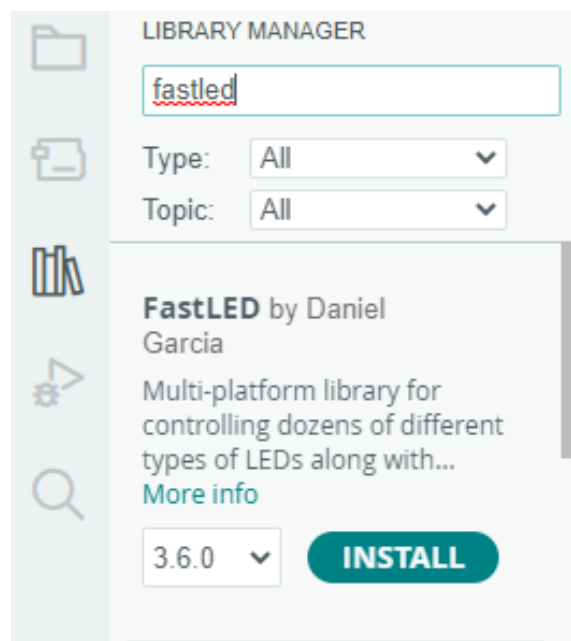 LIBRARY MANAGER
fastled
Type: All
Topic: All
FastLED by Daniel
Garcia
Multi-platform library for
controlling dozens of different
types of LEDs along with...
More info
3.6.0 INSTALL